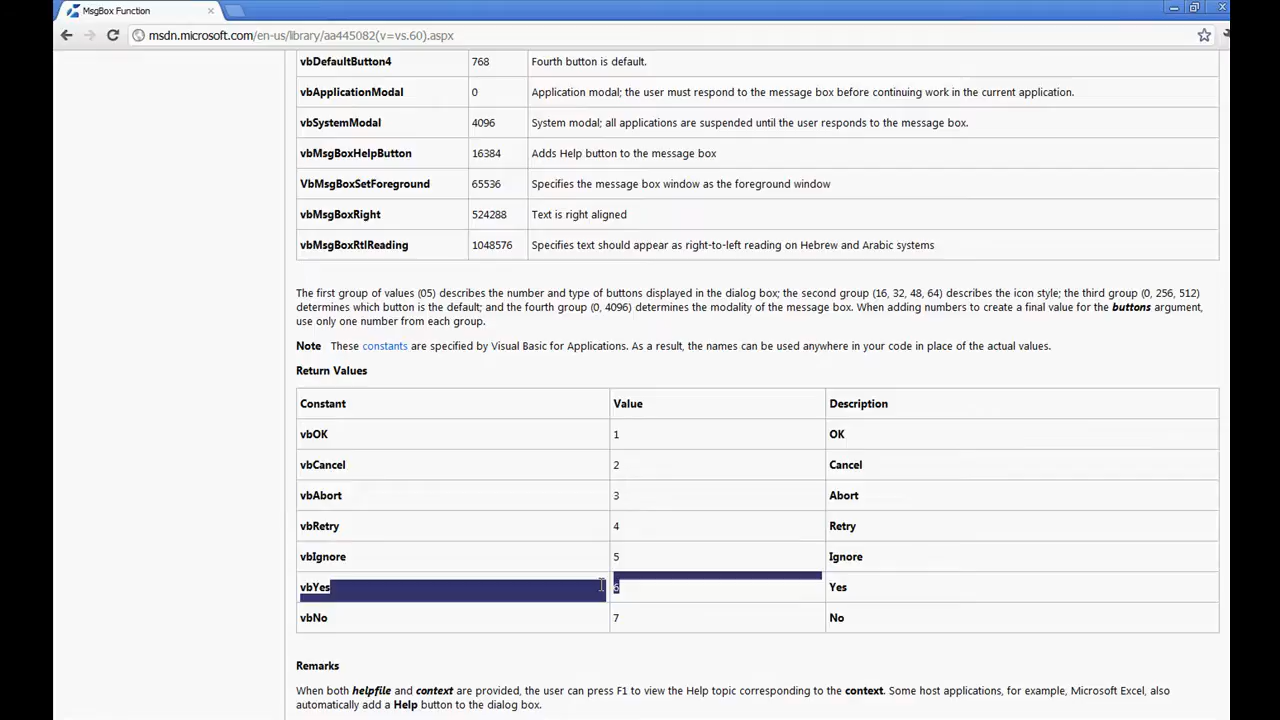 MsgBox Function
msdn.microsoft.com/en-us/library/aa445082(v=vs.60).aspx
vbDefaultButton4 768 Fourth button is default.
vbApplicationModal 0 Application modal; the user must respond to the message box before continuing work in the current application.
vbSystemModal 4096 System modal; all applications are suspended until the user responds to the message box.
vbMsgBoxHelpButton 16384 Adds Help button to the message box
VbMsgBoxSetForeground 65536 Specifies the message box window as the foreground window
vbMsgBoxRight 524288 Text is right aligned
vbMsgBoxRtlReading 1048576 Specifies text should appear as right-to-left reading on Hebrew and Arabic systems
The first group of values (05) describes the number and type of buttons displayed in the dialog box; the second group (16, 32, 48, 64) describes the icon style; the third group (0, 256, 512)
determines which button is the default; and the fourth group (0, 4096) determines the modality of the message box. When adding numbers to create a final value for the buttons argument,
use only one number from each group.
Note These constants are specified by Visual Basic for Applications. As a result, the names can be used anywhere in your code in place of the actual values.
Return Values
Constant Value Description
vbOK 1 OK
vbCancel 2 Cancel
vbAbort 3 Abort
vbRetry 4 Retry
vbIgnore 5 Ignore
vbYes 6 Yes
vbNo 7 No
Remarks
When both helpfile and context are provided, the user can press F1 to view the Help topic corresponding to the context. Some host applications, for example, Microsoft Excel, also
automatically add a Help button to the dialog box.